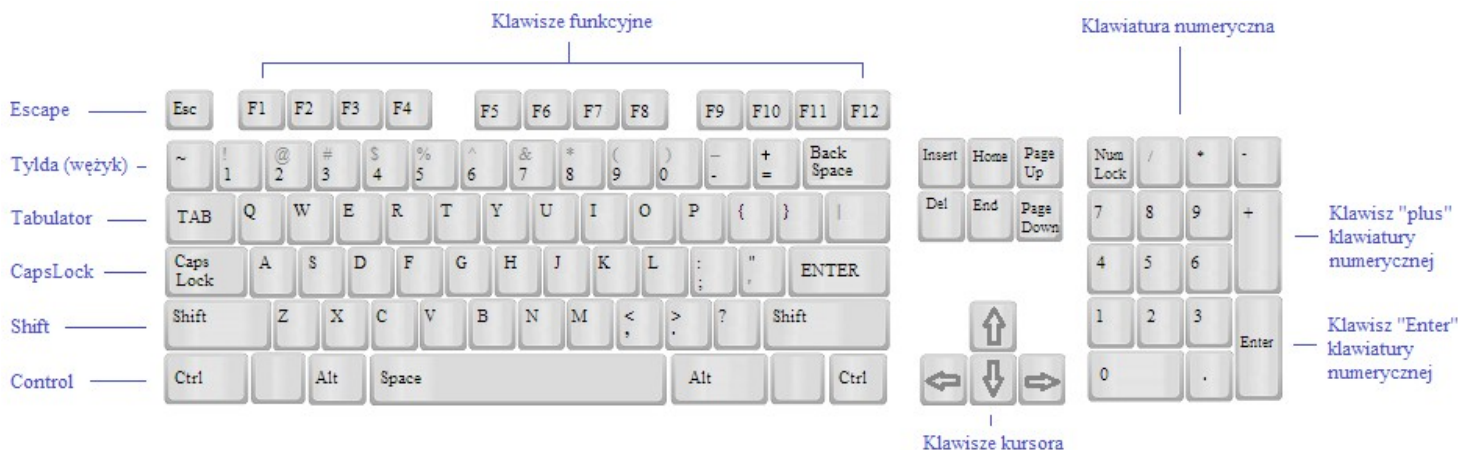 Klawisze funkcyjne
Klawiatura numeryczna
Escape
Esc F1 F2 F3 F4 F5 F6 F7 F8 F9 F10 F11 F12
Tylda (wężyk)
~ ! @ # $ % ^ & * ( ) _ + Back
1 2 3 4 5 6 7 8 9 0 - = Space
Insert Home Page
Up
Num / * -
Lock
Tabulator
TAB Q W E R T Y U I O P { } |
Del End Page
Down
7 8 9 +
Klawisz "plus"
klawiatury
numerycznej
CapsLock
Caps
Lock
A S D F G H J K L : " ENTER
; '
4 5 6
Shift
Shift Z X C V B N M < > ? Shift
, .
1 2 3 Enter
Klawisz "Enter"
klawiatury
numerycznej
Control
Ctrl Alt Space Alt Ctrl
0 .
Klawisze kursora